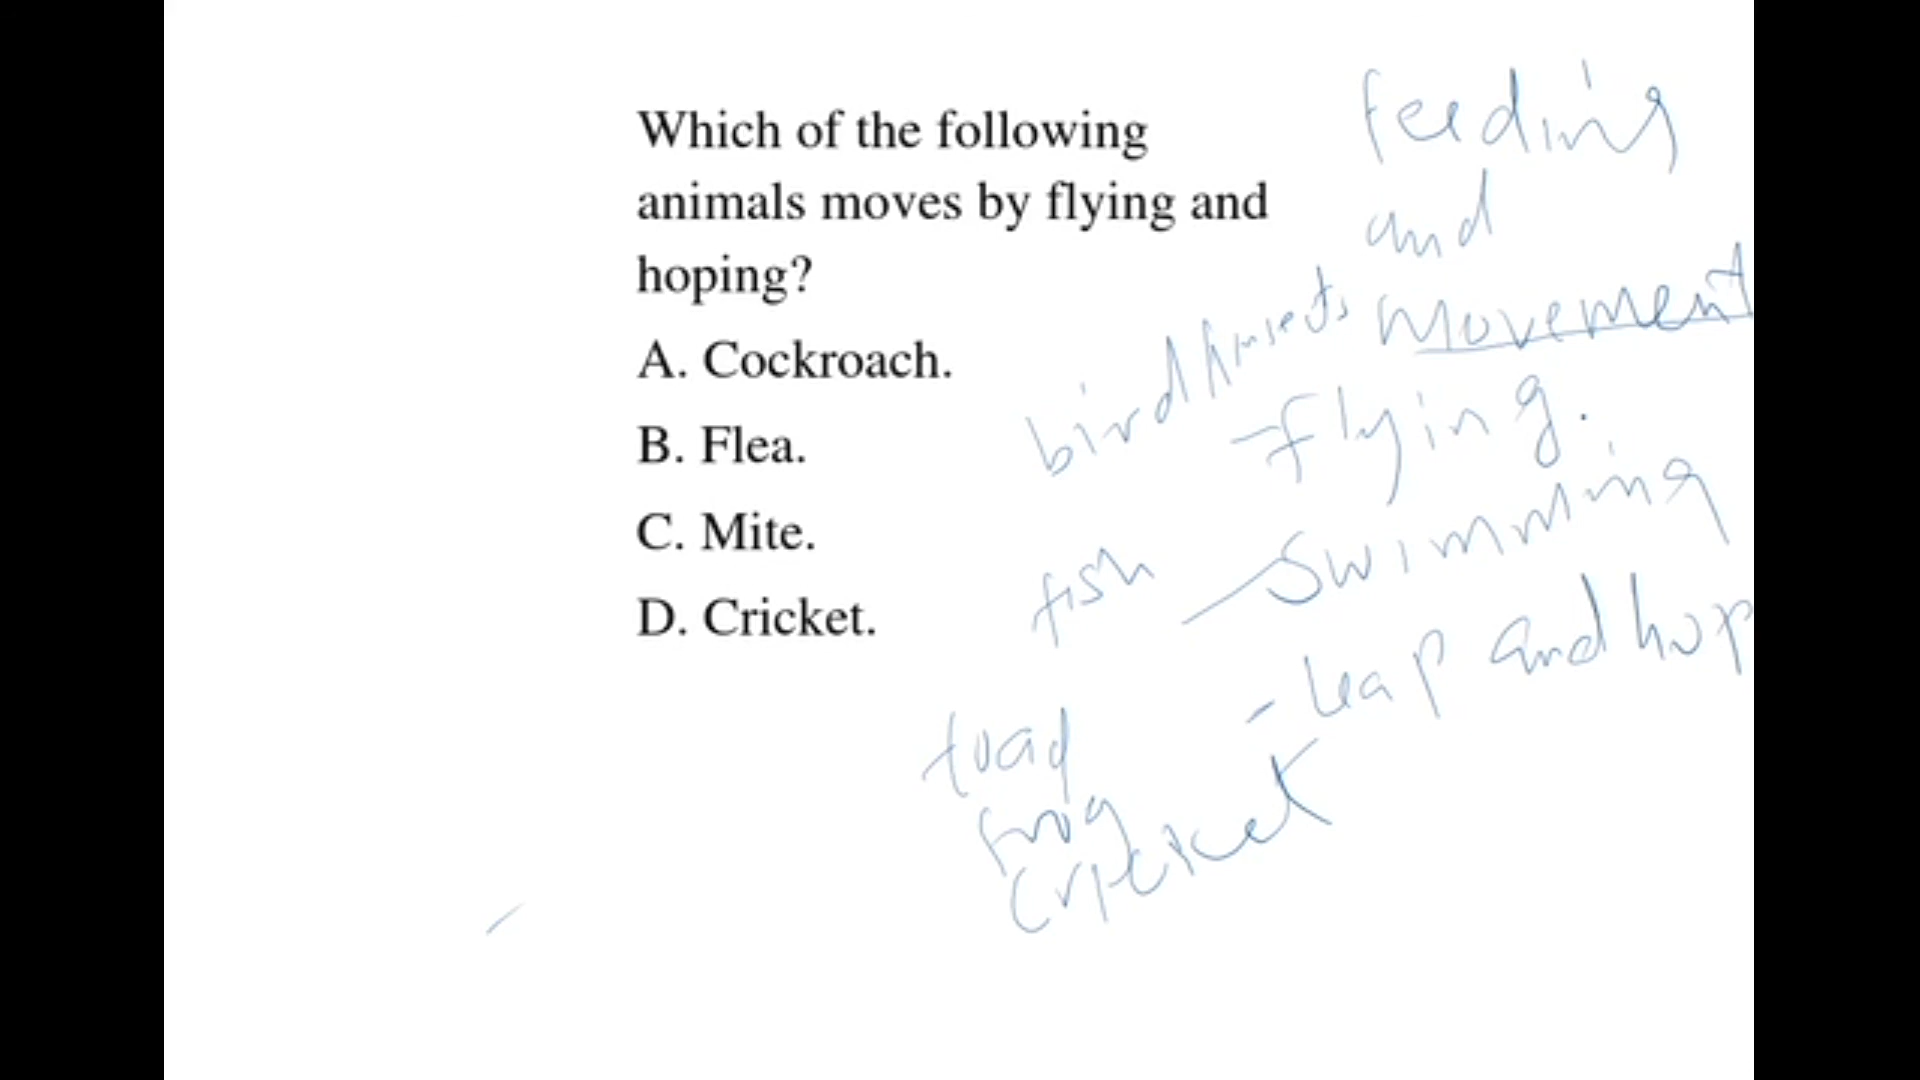 Which of the following
animals moves by flying and
hoping?
A. Cockroach.
B. Flea.
C. Mite.
D. Cricket.
Feeding
and
movement
bird insects
- flying.
fish - swimming
- leap and hop
toad
frog
cricket